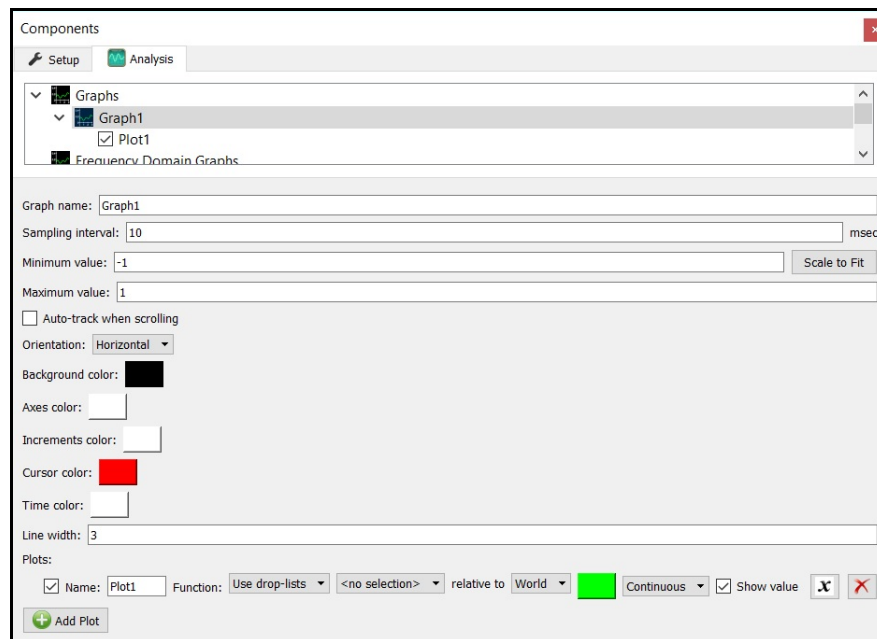 Components
Setup Analysis
Graphs
Graph1
Plot1
Frequency Domain Graphs
Graph name: Graph1
Sampling interval: 10 msec
Minimum value: -1 Scale to Fit
Maximum value: 1
Auto-track when scrolling
Orientation: Horizontal
Background color:
Axes color:
Increments color:
Cursor color:
Time color:
Line width: 3
Plots:
Name: Plot1 Function: Use drop-lists <no selection> relative to World Continuous Show value x
Add Plot